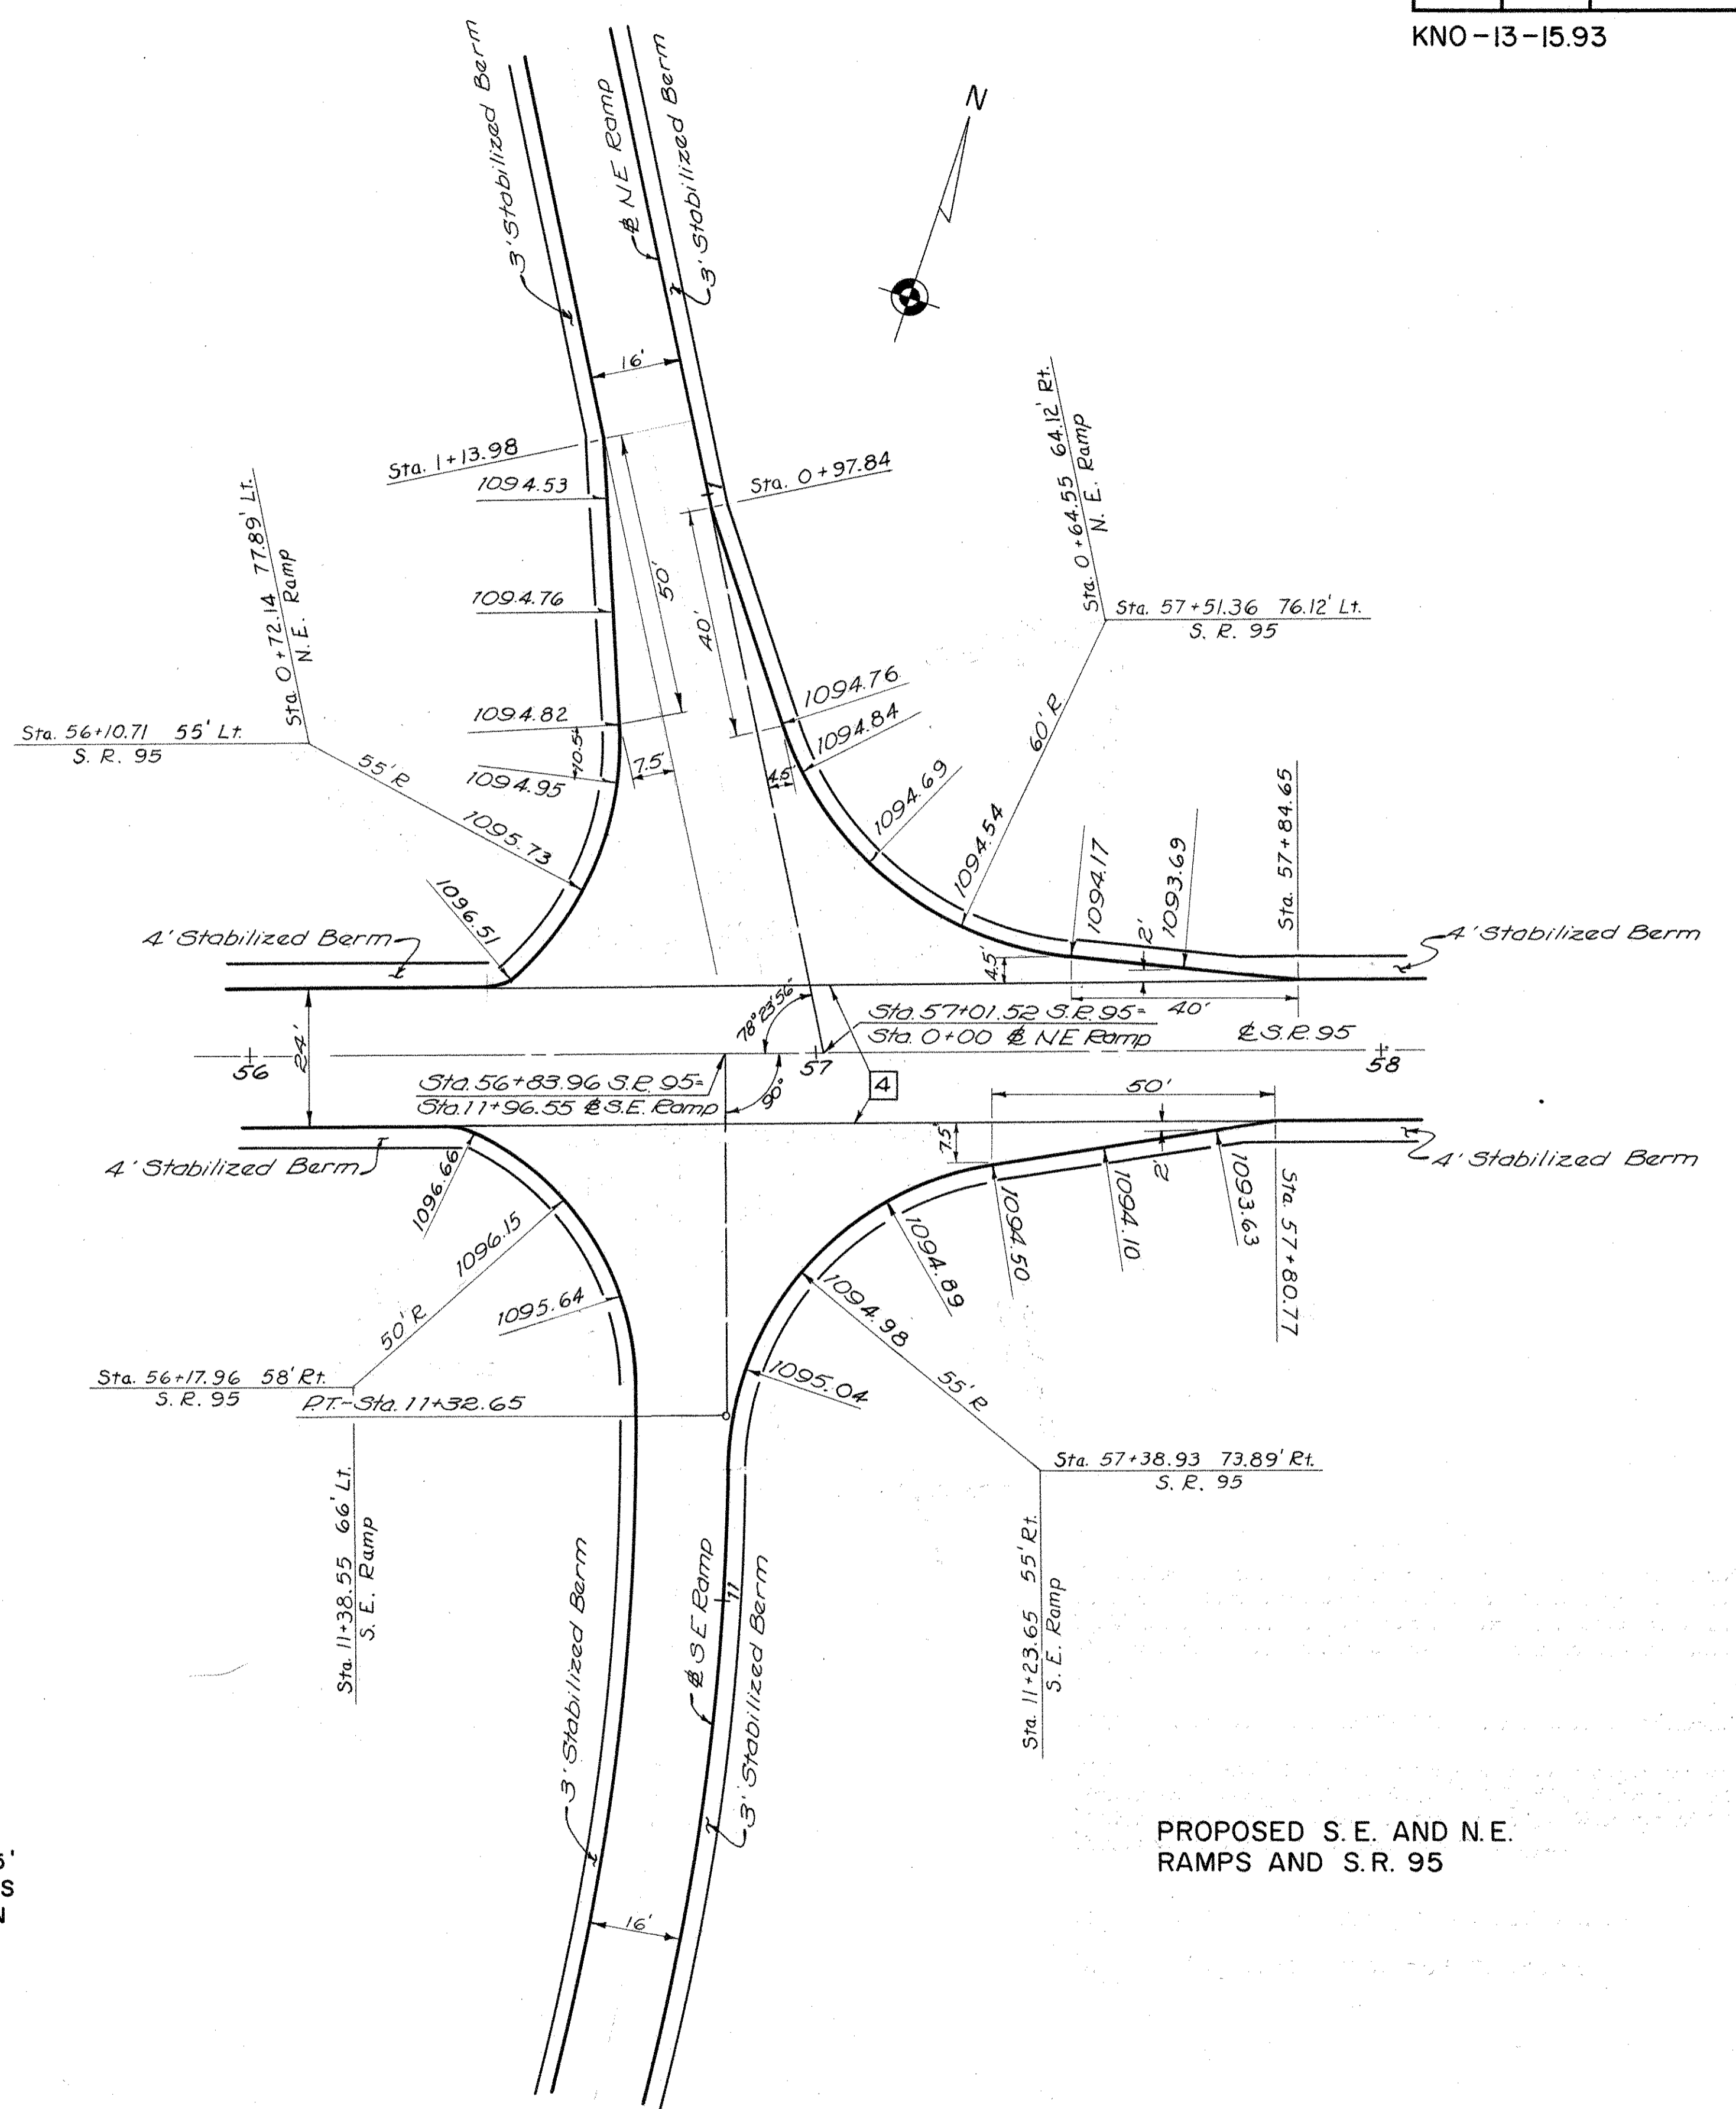 KNO-13-15.93
N
3' Stabilized Berm
℄ NE Ramp
3' Stabilized Berm
16'
Sta. 1+13.98
1094.53
Sta. 0+97.84
Sta. 0+72.14 77.89' Lt.
N. E. Ramp
Sta. 0+64.55 64.12' Rt.
N. E. Ramp
1094.76
50'
40'
Sta. 57+51.36 76.12' Lt.
S. R. 95
1094.82
10.5'
7.5'
4.5'
1094.76
1094.84
60'R
Sta. 56+10.71 55' Lt.
S. R. 95
55'R
1094.95
1095.73
1096.51
1094.69
1094.54
1094.17
2'
1093.69
Sta. 57+84.65
4' Stabilized Berm
4' Stabilized Berm
4.5'
40'
24'
78°23'56"
Sta. 57+01.52 S.R. 95=
Sta. 0+00 ℄ NE Ramp
℄ S.R. 95
56
57
58
Sta. 56+83.96 S.R. 95=
Sta. 11+96.55 ℄ S.E. Ramp
90°
4
50'
7.5'
2'
4' Stabilized Berm
4' Stabilized Berm
1096.66
1096.15
1095.64
50'R
1094.50
1094.10
1093.63
Sta. 57+80.77
1094.89
1094.98
1095.04
55'R
Sta. 56+17.96 58' Rt.
S. R. 95
P.T.-Sta. 11+32.65
Sta. 57+38.93 73.89' Rt.
S. R. 95
Sta. 11+38.55 66' Lt.
S. E. Ramp
Sta. 11+23.65 55' Rt.
S. E. Ramp
3' Stabilized Berm
℄ S E Ramp
11
3' Stabilized Berm
16'
PROPOSED S.E. AND N.E.
RAMPS AND S.R. 95